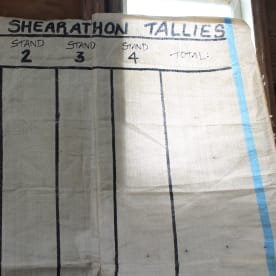 SHEARATHON TALLIES
STAND STAND STAND
2 3 4 TOTAL: